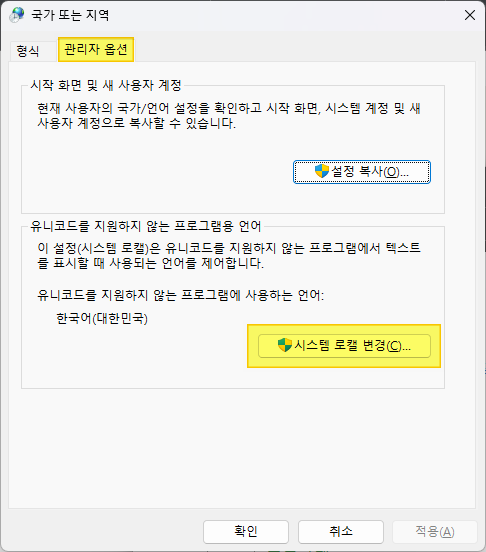 국가 또는 지역
형식
관리자 옵션
시작 화면 및 새 사용자 계정
현재 사용자의 국가/언어 설정을 확인하고 시작 화면, 시스템 계정 및 새
사용자 계정으로 복사할 수 있습니다.
설정 복사(O)...
유니코드를 지원하지 않는 프로그램용 언어
이 설정(시스템 로캘)은 유니코드를 지원하지 않는 프로그램에서 텍스트
를 표시할 때 사용되는 언어를 제어합니다.
유니코드를 지원하지 않는 프로그램에 사용하는 언어:
한국어(대한민국)
시스템 로캘 변경(C)...
확인
취소
적용(A)